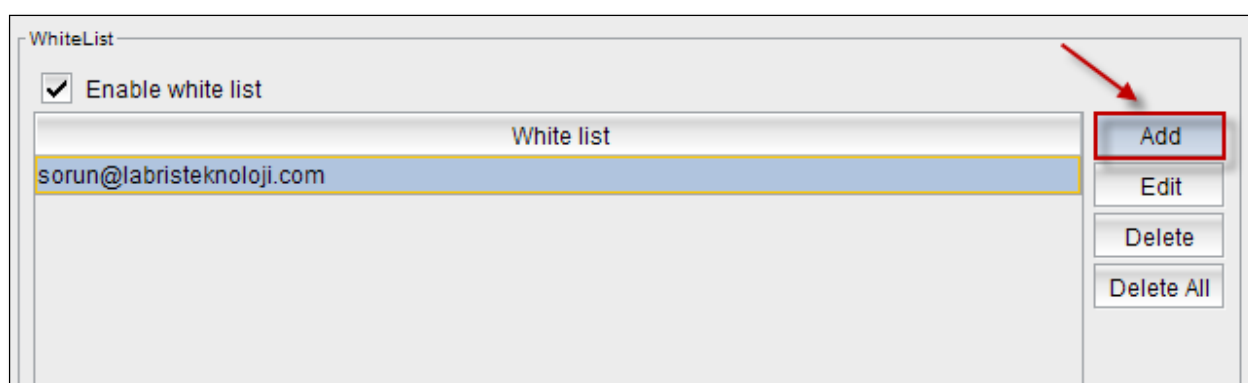 WhiteList
Enable white list
White list
Add
sorun@labristeknoloji.com
Edit
Delete
Delete All